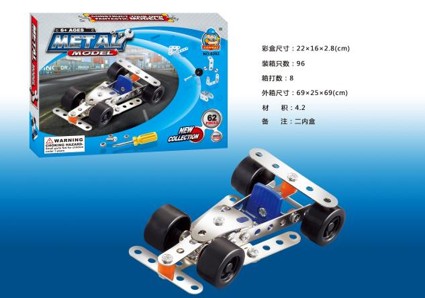 6+ AGES
METAL
MODEL
62
NEW
COLLECTION
WARNING
CHOKING HAZARD
彩盒尺寸：22×16×2.8(cm)
装箱只数：96
箱打数：8
外箱尺寸：69×25×69(cm)
材　积：4.2
备　注：二内盒